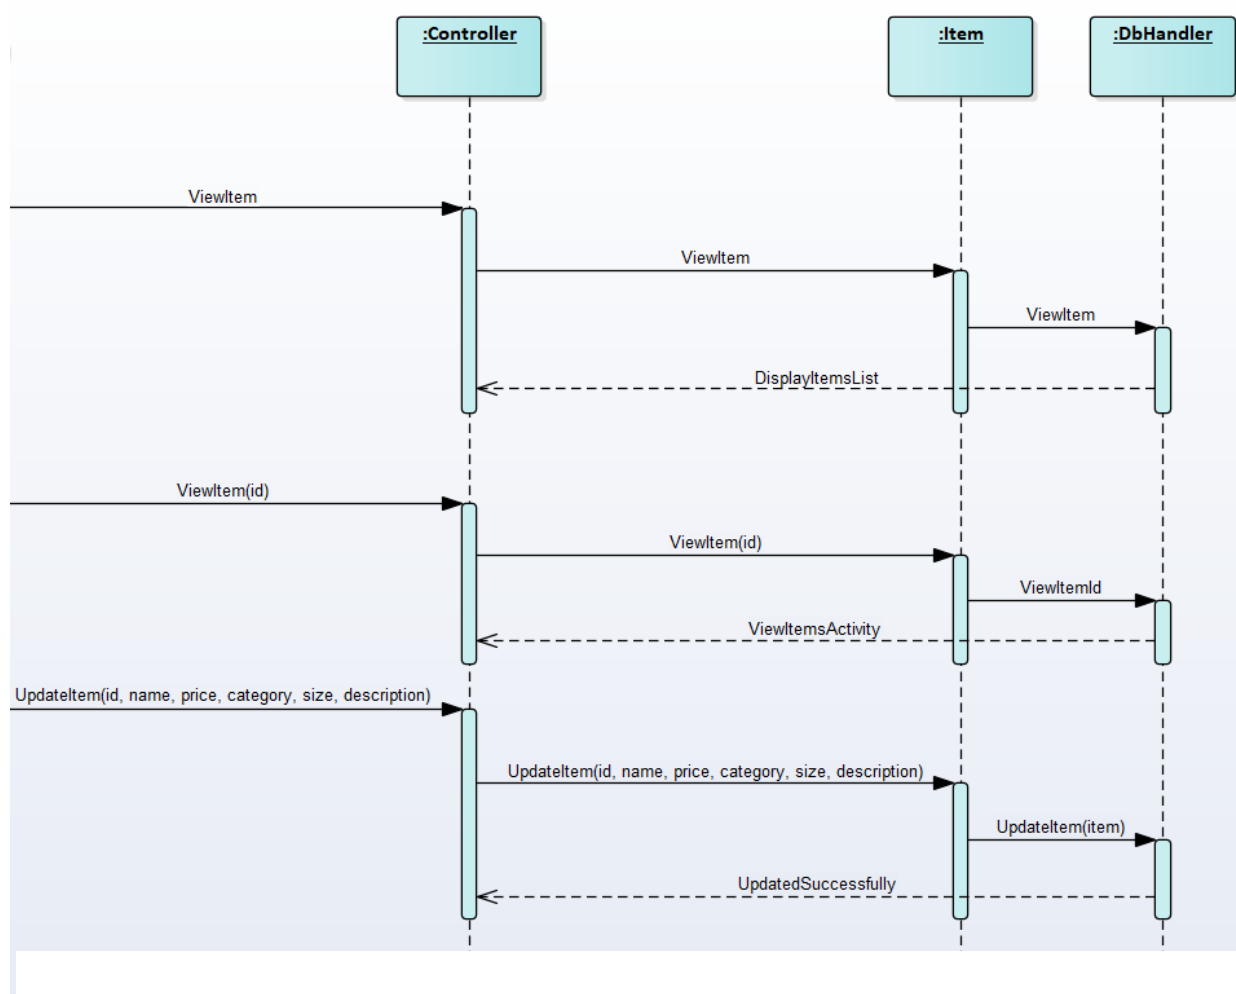 :Controller
:Item
:DbHandler
ViewItem
ViewItem
ViewItem
DisplayItemsList
ViewItem(id)
ViewItem(id)
ViewItemId
ViewItemsActivity
UpdateItem(id, name, price, category, size, description)
UpdateItem(id, name, price, category, size, description)
UpdateItem(item)
UpdatedSuccessfully